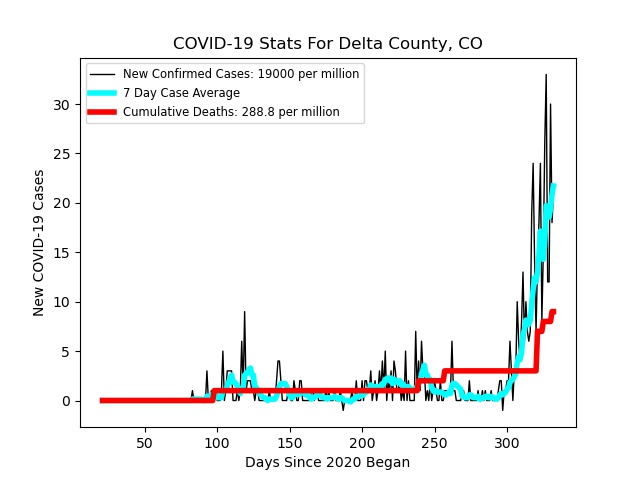 COVID-19 Stats For Delta County, CO
New Confirmed Cases: 19000 per million
7 Day Case Average
Cumulative Deaths: 288.8 per million
New COVID-19 Cases
30
25
20
15
10
5
0
50 100 150 200 250 300
Days Since 2020 Began